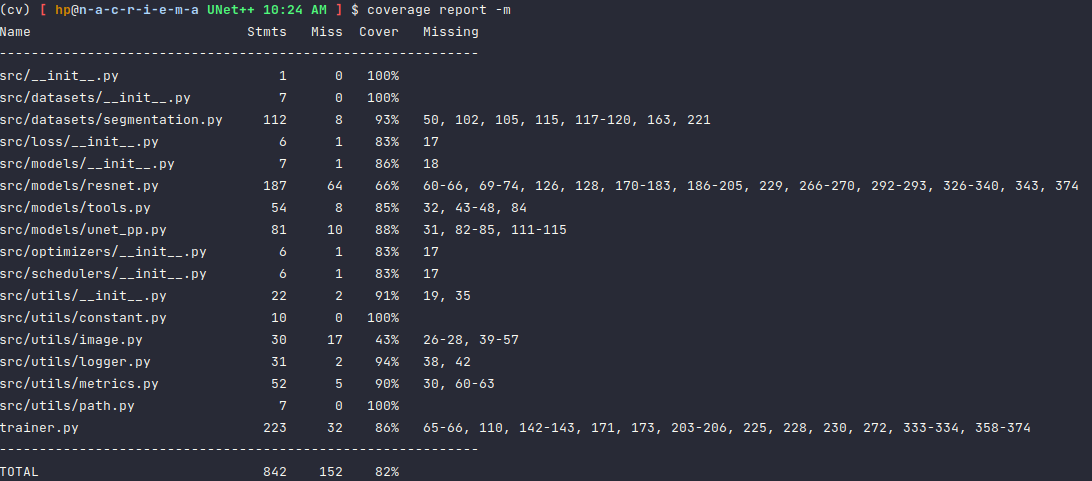 (cv) [ hp@n-a-c-r-i-e-m-a UNet++ 10:24 AM ] $ coverage report -m
Name                            Stmts   Miss  Cover   Missing
-------------------------------------------------------------
src/__init__.py                     1      0   100%
src/datasets/__init__.py            7      0   100%
src/datasets/segmentation.py      112      8    93%   50, 102, 105, 115, 117-120, 163, 221
src/loss/__init__.py                6      1    83%   17
src/models/__init__.py              7      1    86%   18
src/models/resnet.py              187     64    66%   60-66, 69-74, 126, 128, 170-183, 186-205, 229, 266-270, 292-293, 326-340, 343, 374
src/models/tools.py                54      8    85%   32, 43-48, 84
src/models/unet_pp.py              81     10    88%   31, 82-85, 111-115
src/optimizers/__init__.py          6      1    83%   17
src/schedulers/__init__.py          6      1    83%   17
src/utils/__init__.py              22      2    91%   19, 35
src/utils/constant.py              10      0   100%
src/utils/image.py                 30     17    43%   26-28, 39-57
src/utils/logger.py                31      2    94%   38, 42
src/utils/metrics.py               52      5    90%   30, 60-63
src/utils/path.py                   7      0   100%
trainer.py                        223     32    86%   65-66, 110, 142-143, 171, 173, 203-206, 225, 228, 230, 272, 333-334, 358-374
-------------------------------------------------------------
TOTAL                             842    152    82%